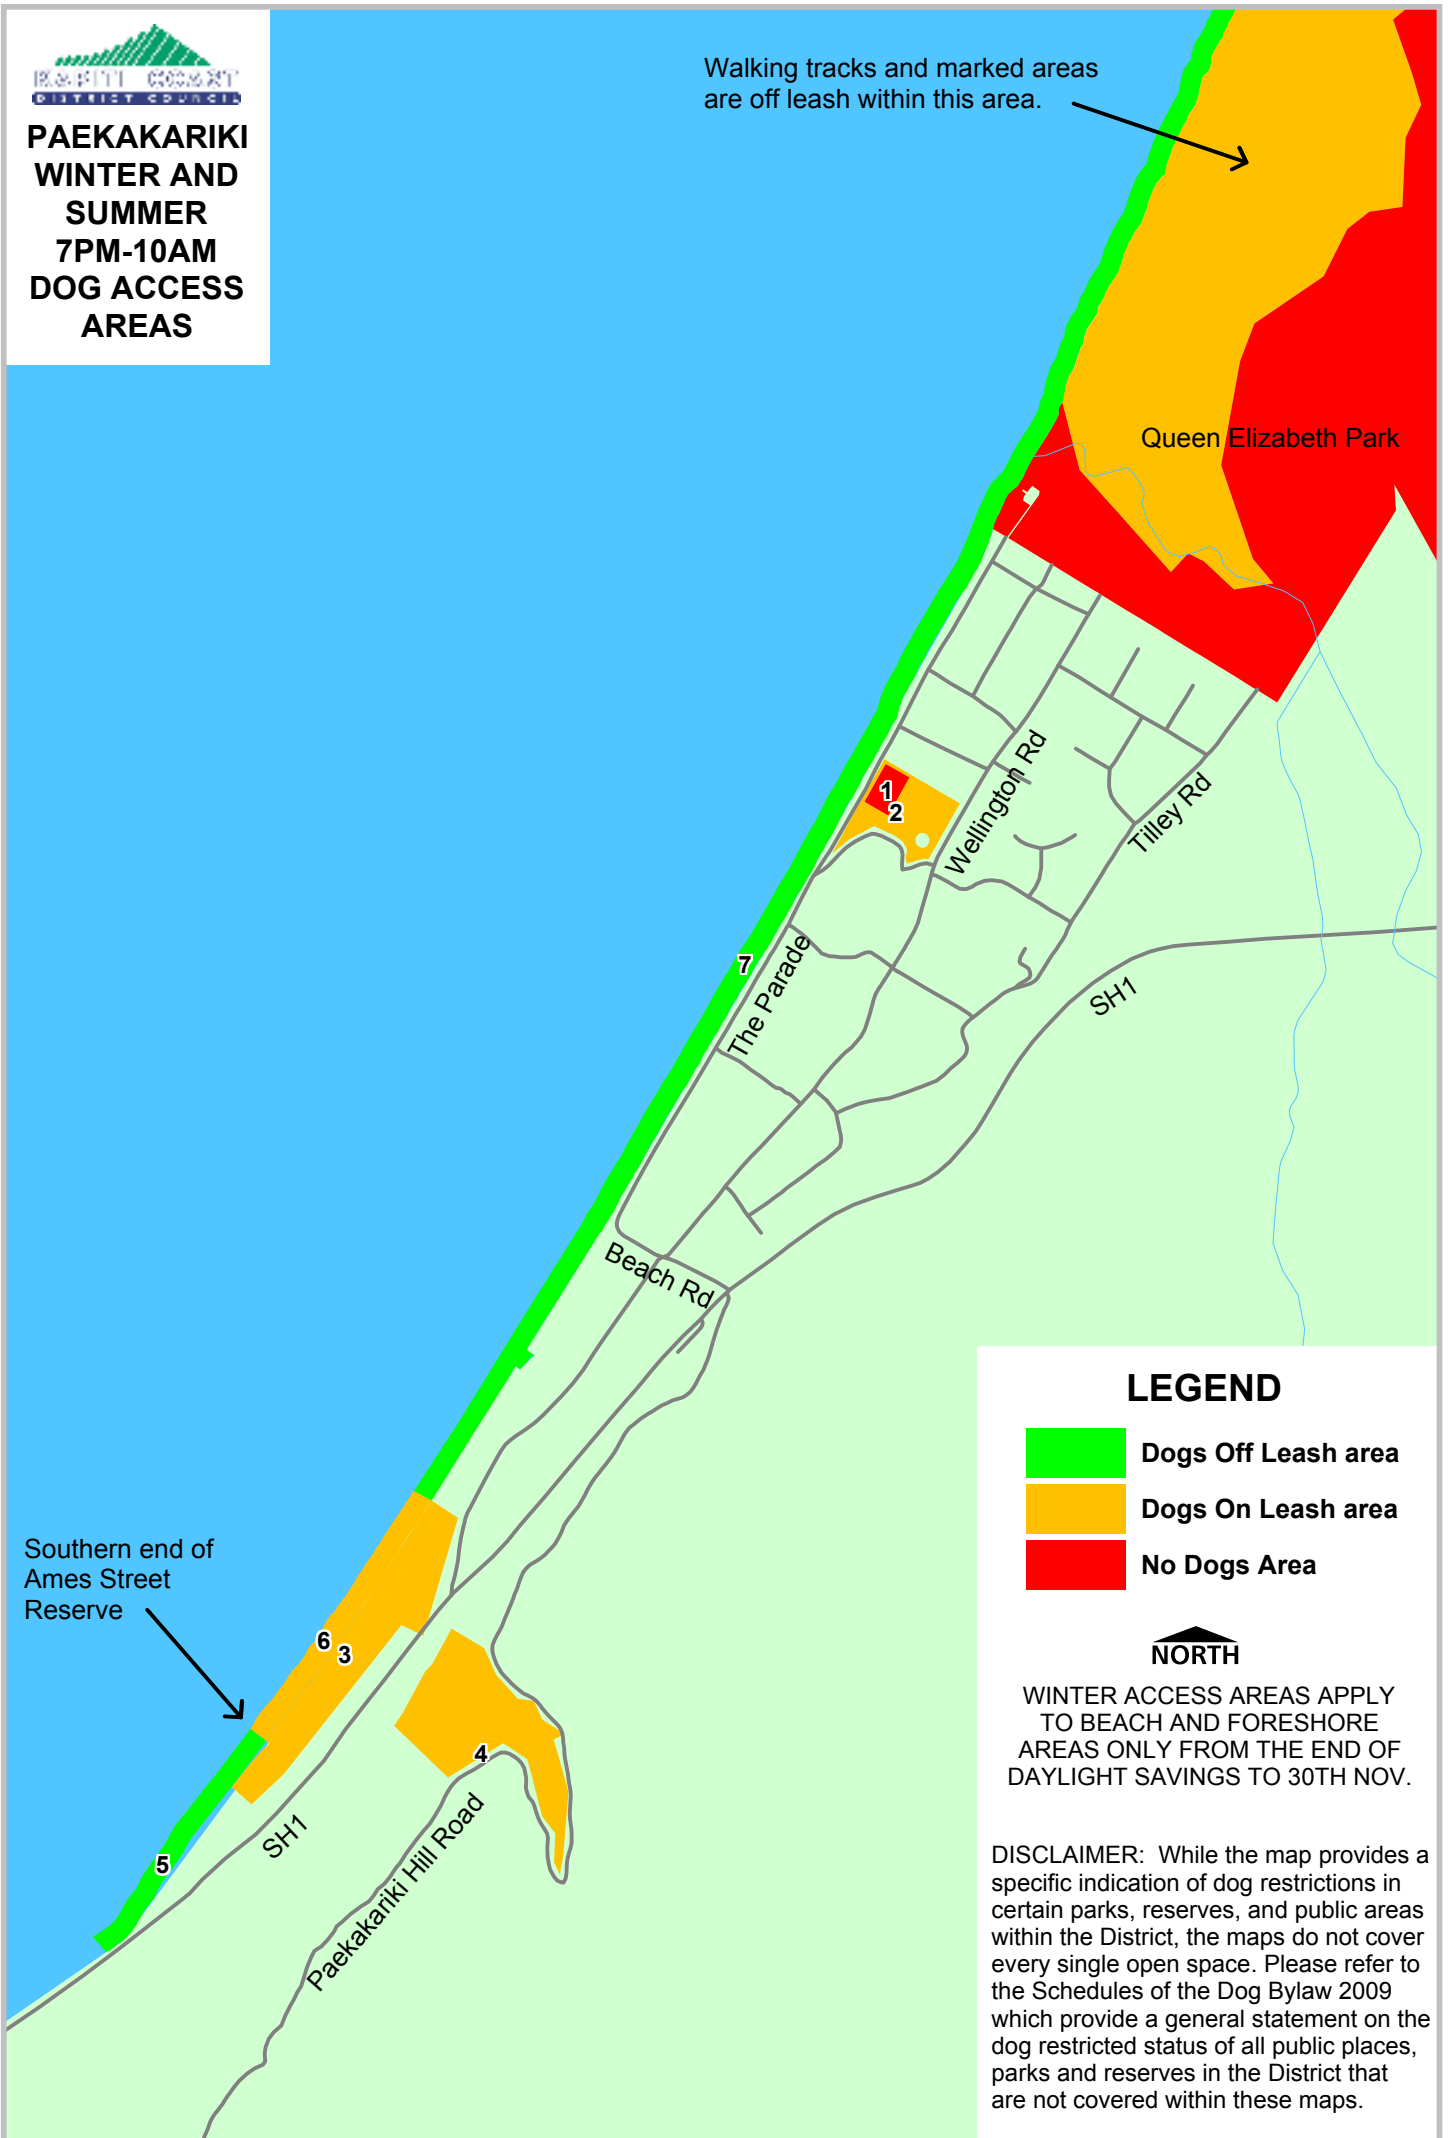 KAPITI COAST
DISTRICT COUNCIL
PAEKAKARIKI
WINTER AND
SUMMER
7PM-10AM
DOG ACCESS
AREAS
Walking tracks and marked areas
are off leash within this area.
Queen Elizabeth Park
1
2
Wellington Rd
Tilley Rd
7
The Parade
SH1
Beach Rd
Southern end of
Ames Street
Reserve
6
3
4
5
SH1
Paekakariki Hill Road
LEGEND
Dogs Off Leash area
Dogs On Leash area
No Dogs Area
NORTH
WINTER ACCESS AREAS APPLY
TO BEACH AND FORESHORE
AREAS ONLY FROM THE END OF
DAYLIGHT SAVINGS TO 30TH NOV.
DISCLAIMER: While the map provides a
specific indication of dog restrictions in
certain parks, reserves, and public areas
within the District, the maps do not cover
every single open space. Please refer to
the Schedules of the Dog Bylaw 2009
which provide a general statement on the
dog restricted status of all public places,
parks and reserves in the District that
are not covered within these maps.